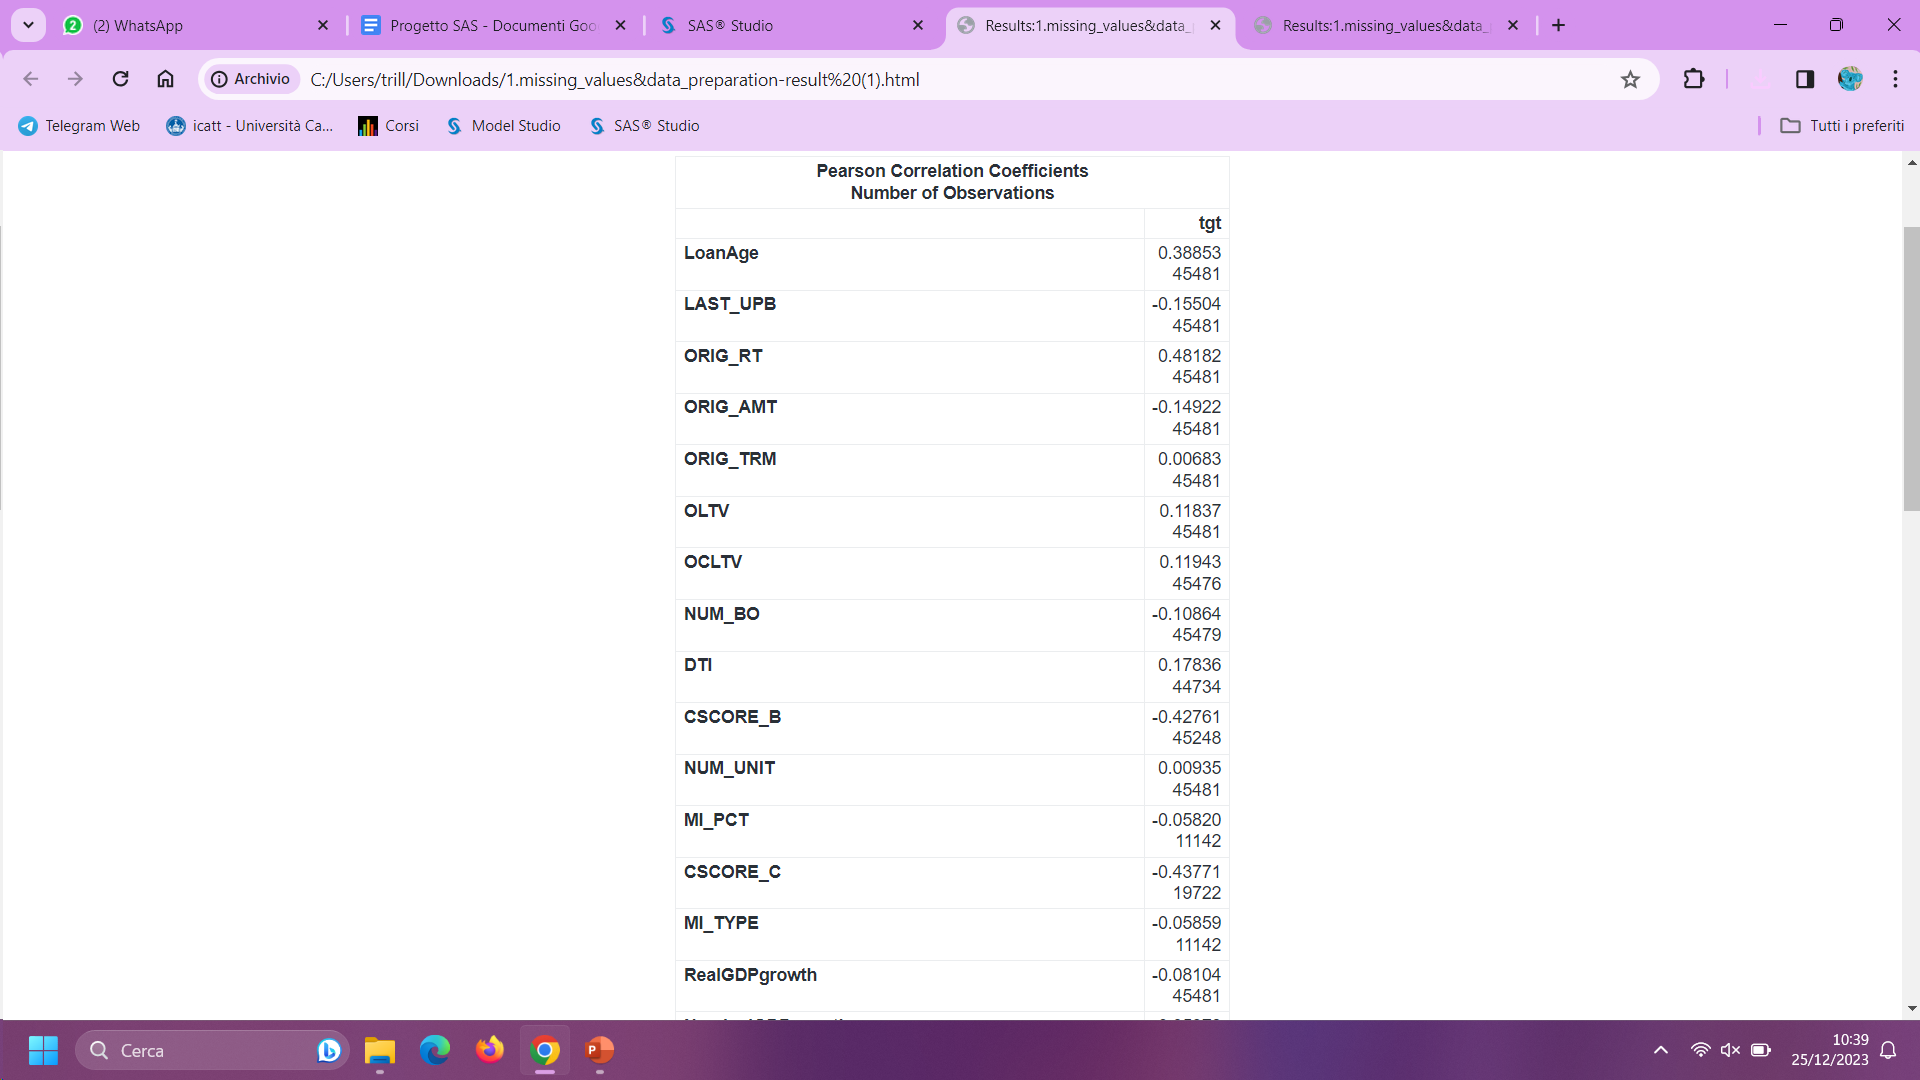 2
(2) WhatsApp
Progetto SAS - Documenti Goo
SAS® Studio
Results:1.missing_values&data_
Results:1.missing_values&data_
Archivio
C:/Users/trill/Downloads/1.missing_values&data_preparation-result%20(1).html
Telegram Web
icatt - Università Ca...
Corsi
Model Studio
SAS® Studio
Tutti i preferiti
Pearson Correlation Coefficients
Number of Observations
tgt
LoanAge 0.38853
45481
LAST_UPB -0.15504
45481
ORIG_RT 0.48182
45481
ORIG_AMT -0.14922
45481
ORIG_TRM 0.00683
45481
OLTV 0.11837
45481
OCLTV 0.11943
45476
NUM_BO -0.10864
45479
DTI 0.17836
44734
CSCORE_B -0.42761
45248
NUM_UNIT 0.00935
45481
MI_PCT -0.05820
11142
CSCORE_C -0.43771
19722
MI_TYPE -0.05859
11142
RealGDPgrowth -0.08104
45481
Cerca
P
10:39
25/12/2023